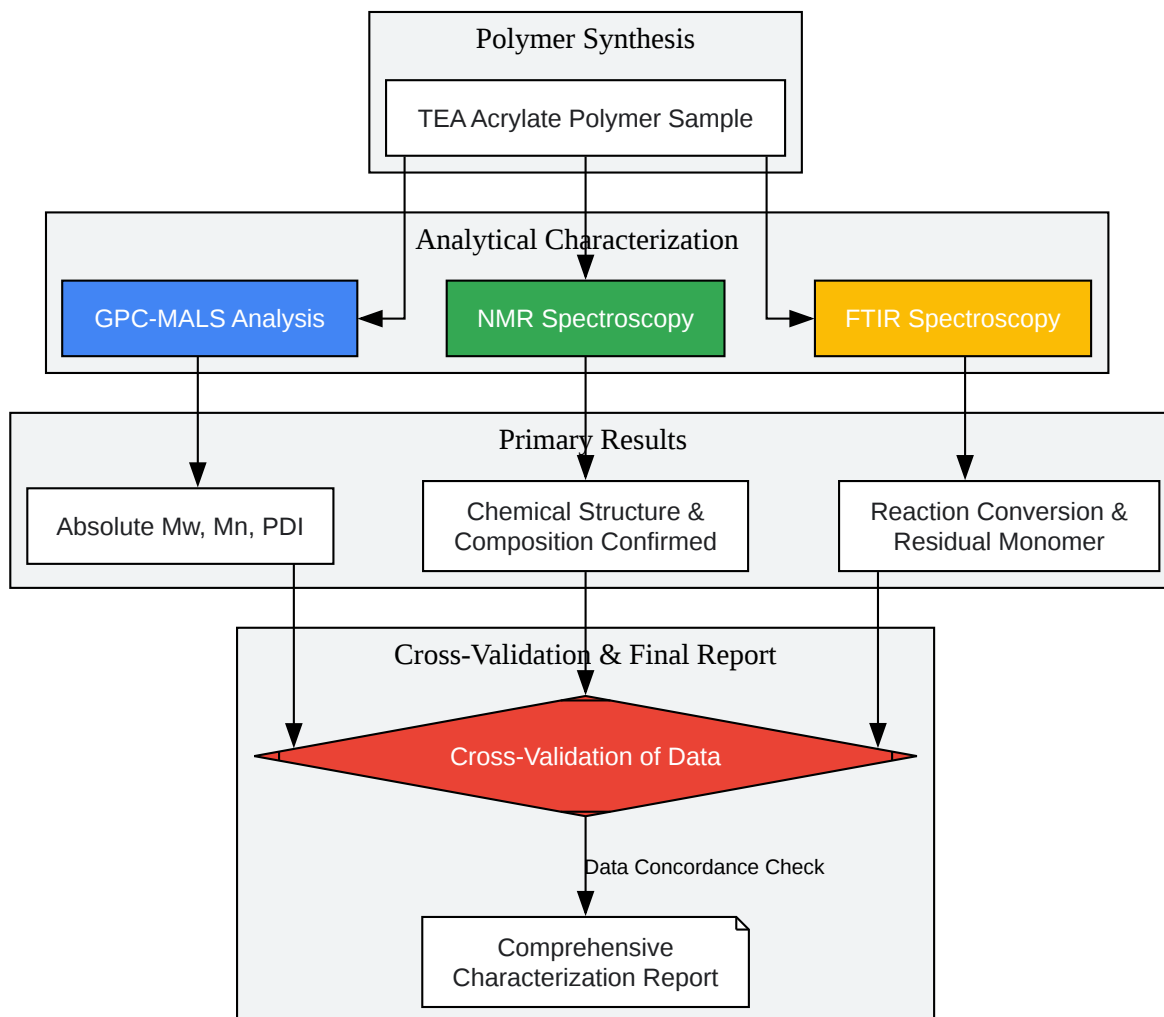 Polymer Synthesis
TEA Acrylate Polymer Sample
Analytical Characterization
GPC-MALS Analysis
NMR Spectroscopy
FTIR Spectroscopy
Primary Results
Absolute Mw, Mn, PDI
Chemical Structure &
Composition Confirmed
Reaction Conversion &
Residual Monomer
Cross-Validation & Final Report
Cross-Validation of Data
Data Concordance Check
Comprehensive
Characterization Report